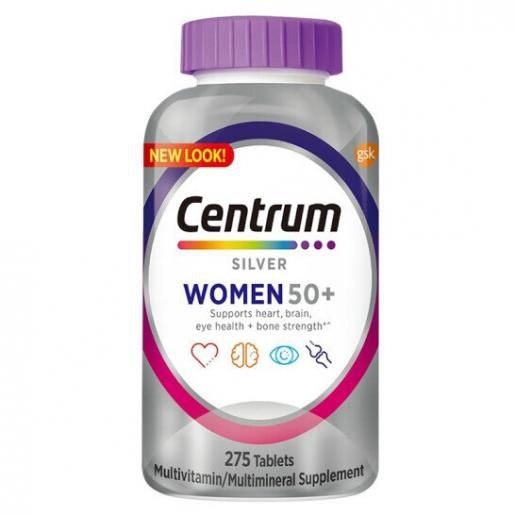 NEW LOOK!
gsk
Centrum
SILVER
WOMEN 50+
Supports heart, brain,
eye health + bone strength*^
275 Tablets
Multivitamin/Multimineral Supplement